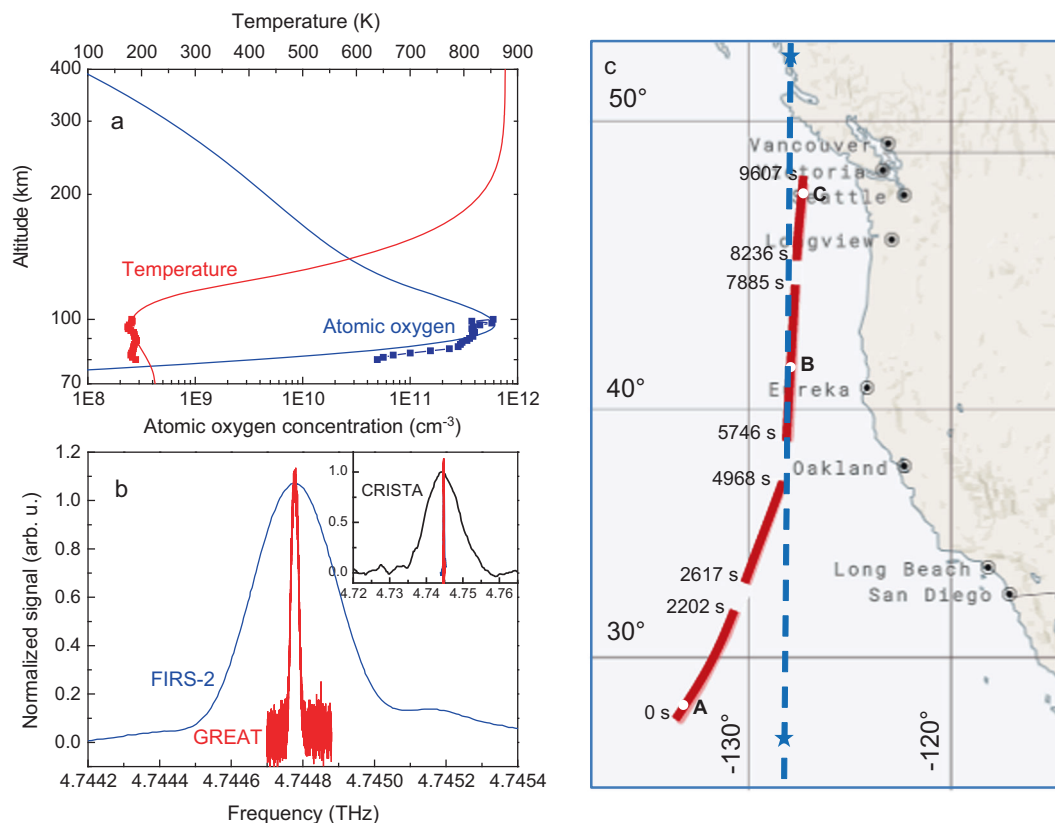 Temperature (K)
100 200 300 400 500 600 700 800 900
400
300
200
100
70
Altitude (km)
a
Temperature
Atomic oxygen
1E8 1E9 1E10 1E11 1E12
Atomic oxygen concentration (cm-3)
1.2
1.0
0.8
0.6
0.4
0.2
0.0
Normalized signal (arb. u.)
b
CRISTA
1.0
0.5
0.0
4.72 4.73 4.74 4.75 4.76
FIRS-2
GREAT
4.7442 4.7444 4.7446 4.7448 4.7450 4.7452 4.7454
Frequency (THz)
c
50°
Vancouver
Victoria
9607 s
C
Seattle
Longview
8236 s
7885 s
B
40°
Eureka
5746 s
Oakland
4968 s
2617 s
Long Beach
2202 s
San Diego
30°
0 s
A
-130°
-120°